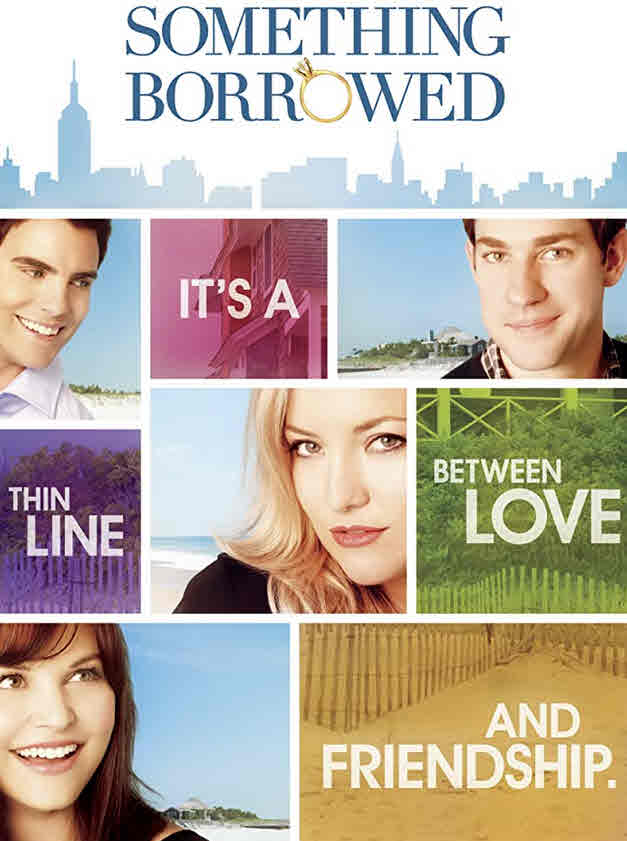 SOMETHING
BORROWED
IT'S A
THIN
LINE
BETWEEN
LOVE
AND
FRIENDSHIP.